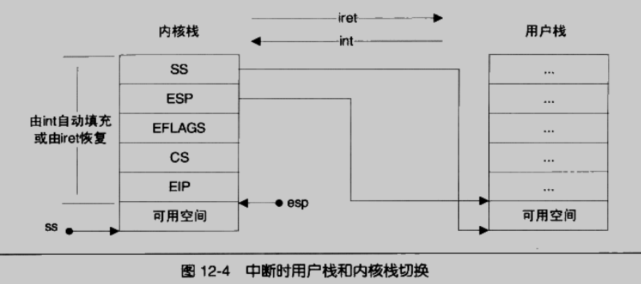 iret
内核栈
int
用户栈
SS
...
ESP
...
由int自动填充
或由iret恢复
EFLAGS
...
CS
...
EIP
...
esp
可用空间
可用空间
ss
图 12-4 中断时用户栈和内核栈切换